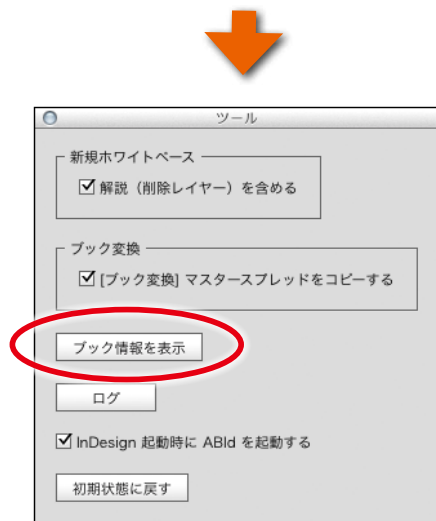 ツール
新規ホワイトベース
解説（削除レイヤー）を含める
ブック変換
[ブック変換] マスタースプレッドをコピーする
ブック情報を表示
ログ
InDesign 起動時に ABId を起動する
初期状態に戻す